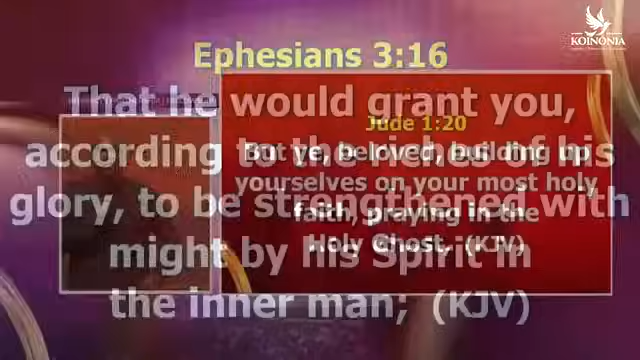 KOINONIA
Ephesians 3:16
That he would grant you,
according to the riches of his
glory, to be strengthened with
might by his Spirit in
the inner man; (KJV)
Jude 1:20
But ye, beloved, building up
yourselves on your most holy
faith, praying in the
Holy Ghost, (KJV)